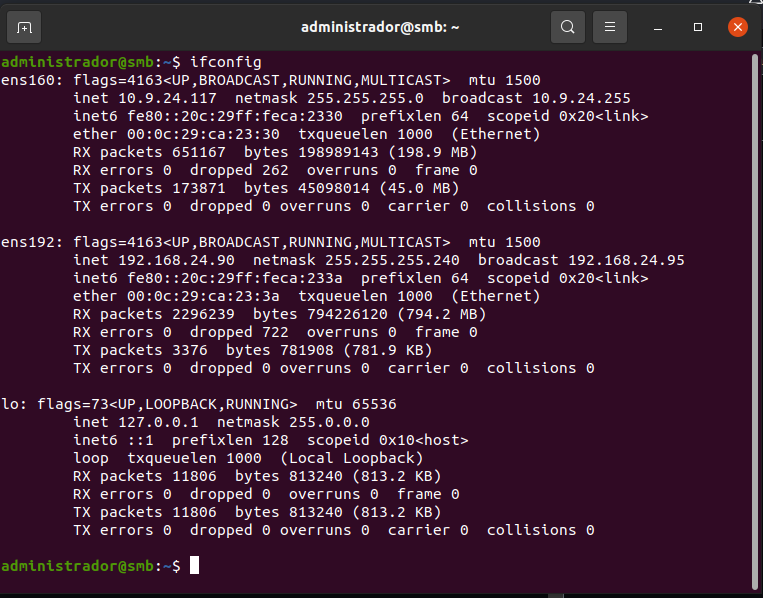 administrador@smb: ~
administrador@smb:~$ ifconfig
ens160: flags=4163<UP,BROADCAST,RUNNING,MULTICAST>  mtu 1500
        inet 10.9.24.117  netmask 255.255.255.0  broadcast 10.9.24.255
        inet6 fe80::20c:29ff:feca:2330  prefixlen 64  scopeid 0x20<link>
        ether 00:0c:29:ca:23:30  txqueuelen 1000  (Ethernet)
        RX packets 651167  bytes 198989143 (198.9 MB)
        RX errors 0  dropped 262  overruns 0  frame 0
        TX packets 173871  bytes 45098014 (45.0 MB)
        TX errors 0  dropped 0 overruns 0  carrier 0  collisions 0
ens192: flags=4163<UP,BROADCAST,RUNNING,MULTICAST>  mtu 1500
        inet 192.168.24.90  netmask 255.255.255.240  broadcast 192.168.24.95
        inet6 fe80::20c:29ff:feca:233a  prefixlen 64  scopeid 0x20<link>
        ether 00:0c:29:ca:23:3a  txqueuelen 1000  (Ethernet)
        RX packets 2296239  bytes 794226120 (794.2 MB)
        RX errors 0  dropped 722  overruns 0  frame 0
        TX packets 3376  bytes 781908 (781.9 KB)
        TX errors 0  dropped 0 overruns 0  carrier 0  collisions 0
lo: flags=73<UP,LOOPBACK,RUNNING>  mtu 65536
        inet 127.0.0.1  netmask 255.0.0.0
        inet6 ::1  prefixlen 128  scopeid 0x10<host>
        loop  txqueuelen 1000  (Local Loopback)
        RX packets 11806  bytes 813240 (813.2 KB)
        RX errors 0  dropped 0  overruns 0  frame 0
        TX packets 11806  bytes 813240 (813.2 KB)
        TX errors 0  dropped 0 overruns 0  carrier 0  collisions 0
administrador@smb:~$